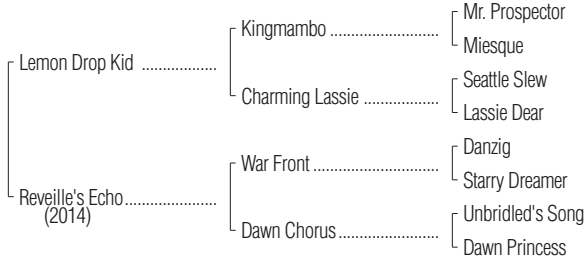 Mr. Prospector
Kingmambo ........................
Miesque
Lemon Drop Kid .................
Seattle Slew
Charming Lassie .................
Lassie Dear
Danzig
War Front ............................
Starry Dreamer
Reveille's Echo.....................
(2014)
Unbridled's Song
Dawn Chorus.......................
Dawn Princess